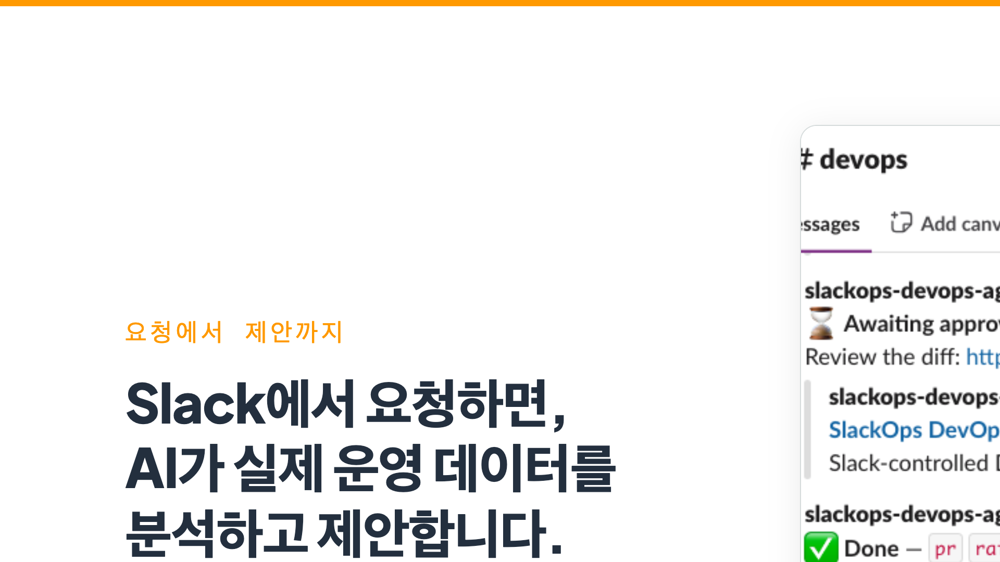 요청에서 제안까지
Slack에서 요청하면,
AI가 실제 운영 데이터를
분석하고 제안합니다.
# devops
ssages
Add canv
slackops-devops-ag
Awaiting approv
Review the diff: http
slackops-devops-
SlackOps DevOp
Slack-controlled D
slackops-devops-ag
Done — pr rat